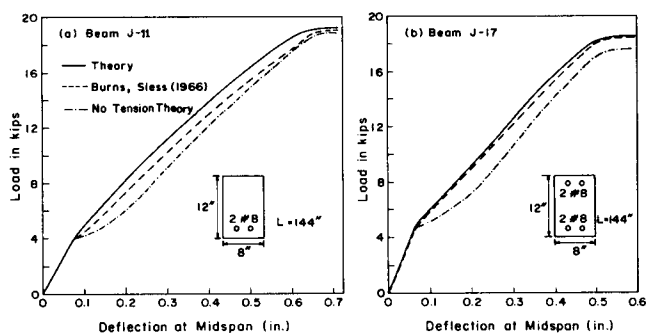 (a) Beam J-11
Theory
Burns, Siess (1966)
No Tension Theory
20
16
12
8
4
0
Load in kips
12"
2 #8
8"
L=144"
0 0.1 0.2 0.3 0.4 0.5 0.6 0.7
Deflection at Midspan (in.)
(b) Beam J-17
20
16
12
8
4
0
Load in kips
12"
2 #8
2 #8
8"
L=144"
0 0.1 0.2 0.3 0.4 0.5 0.6
Deflection at Midspan (in.)